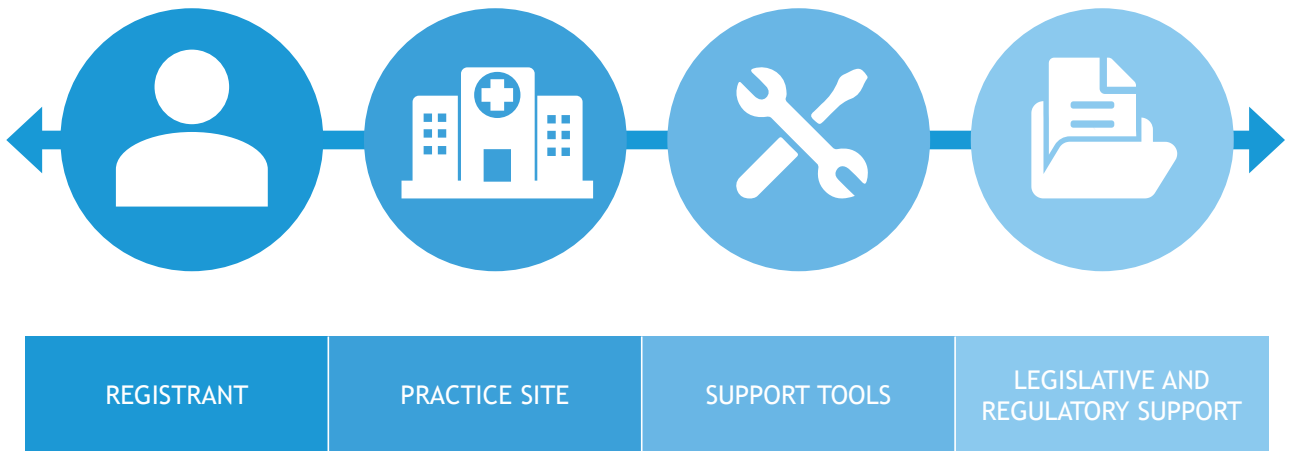 REGISTRANT
PRACTICE SITE
SUPPORT TOOLS
LEGISLATIVE AND
REGULATORY SUPPORT